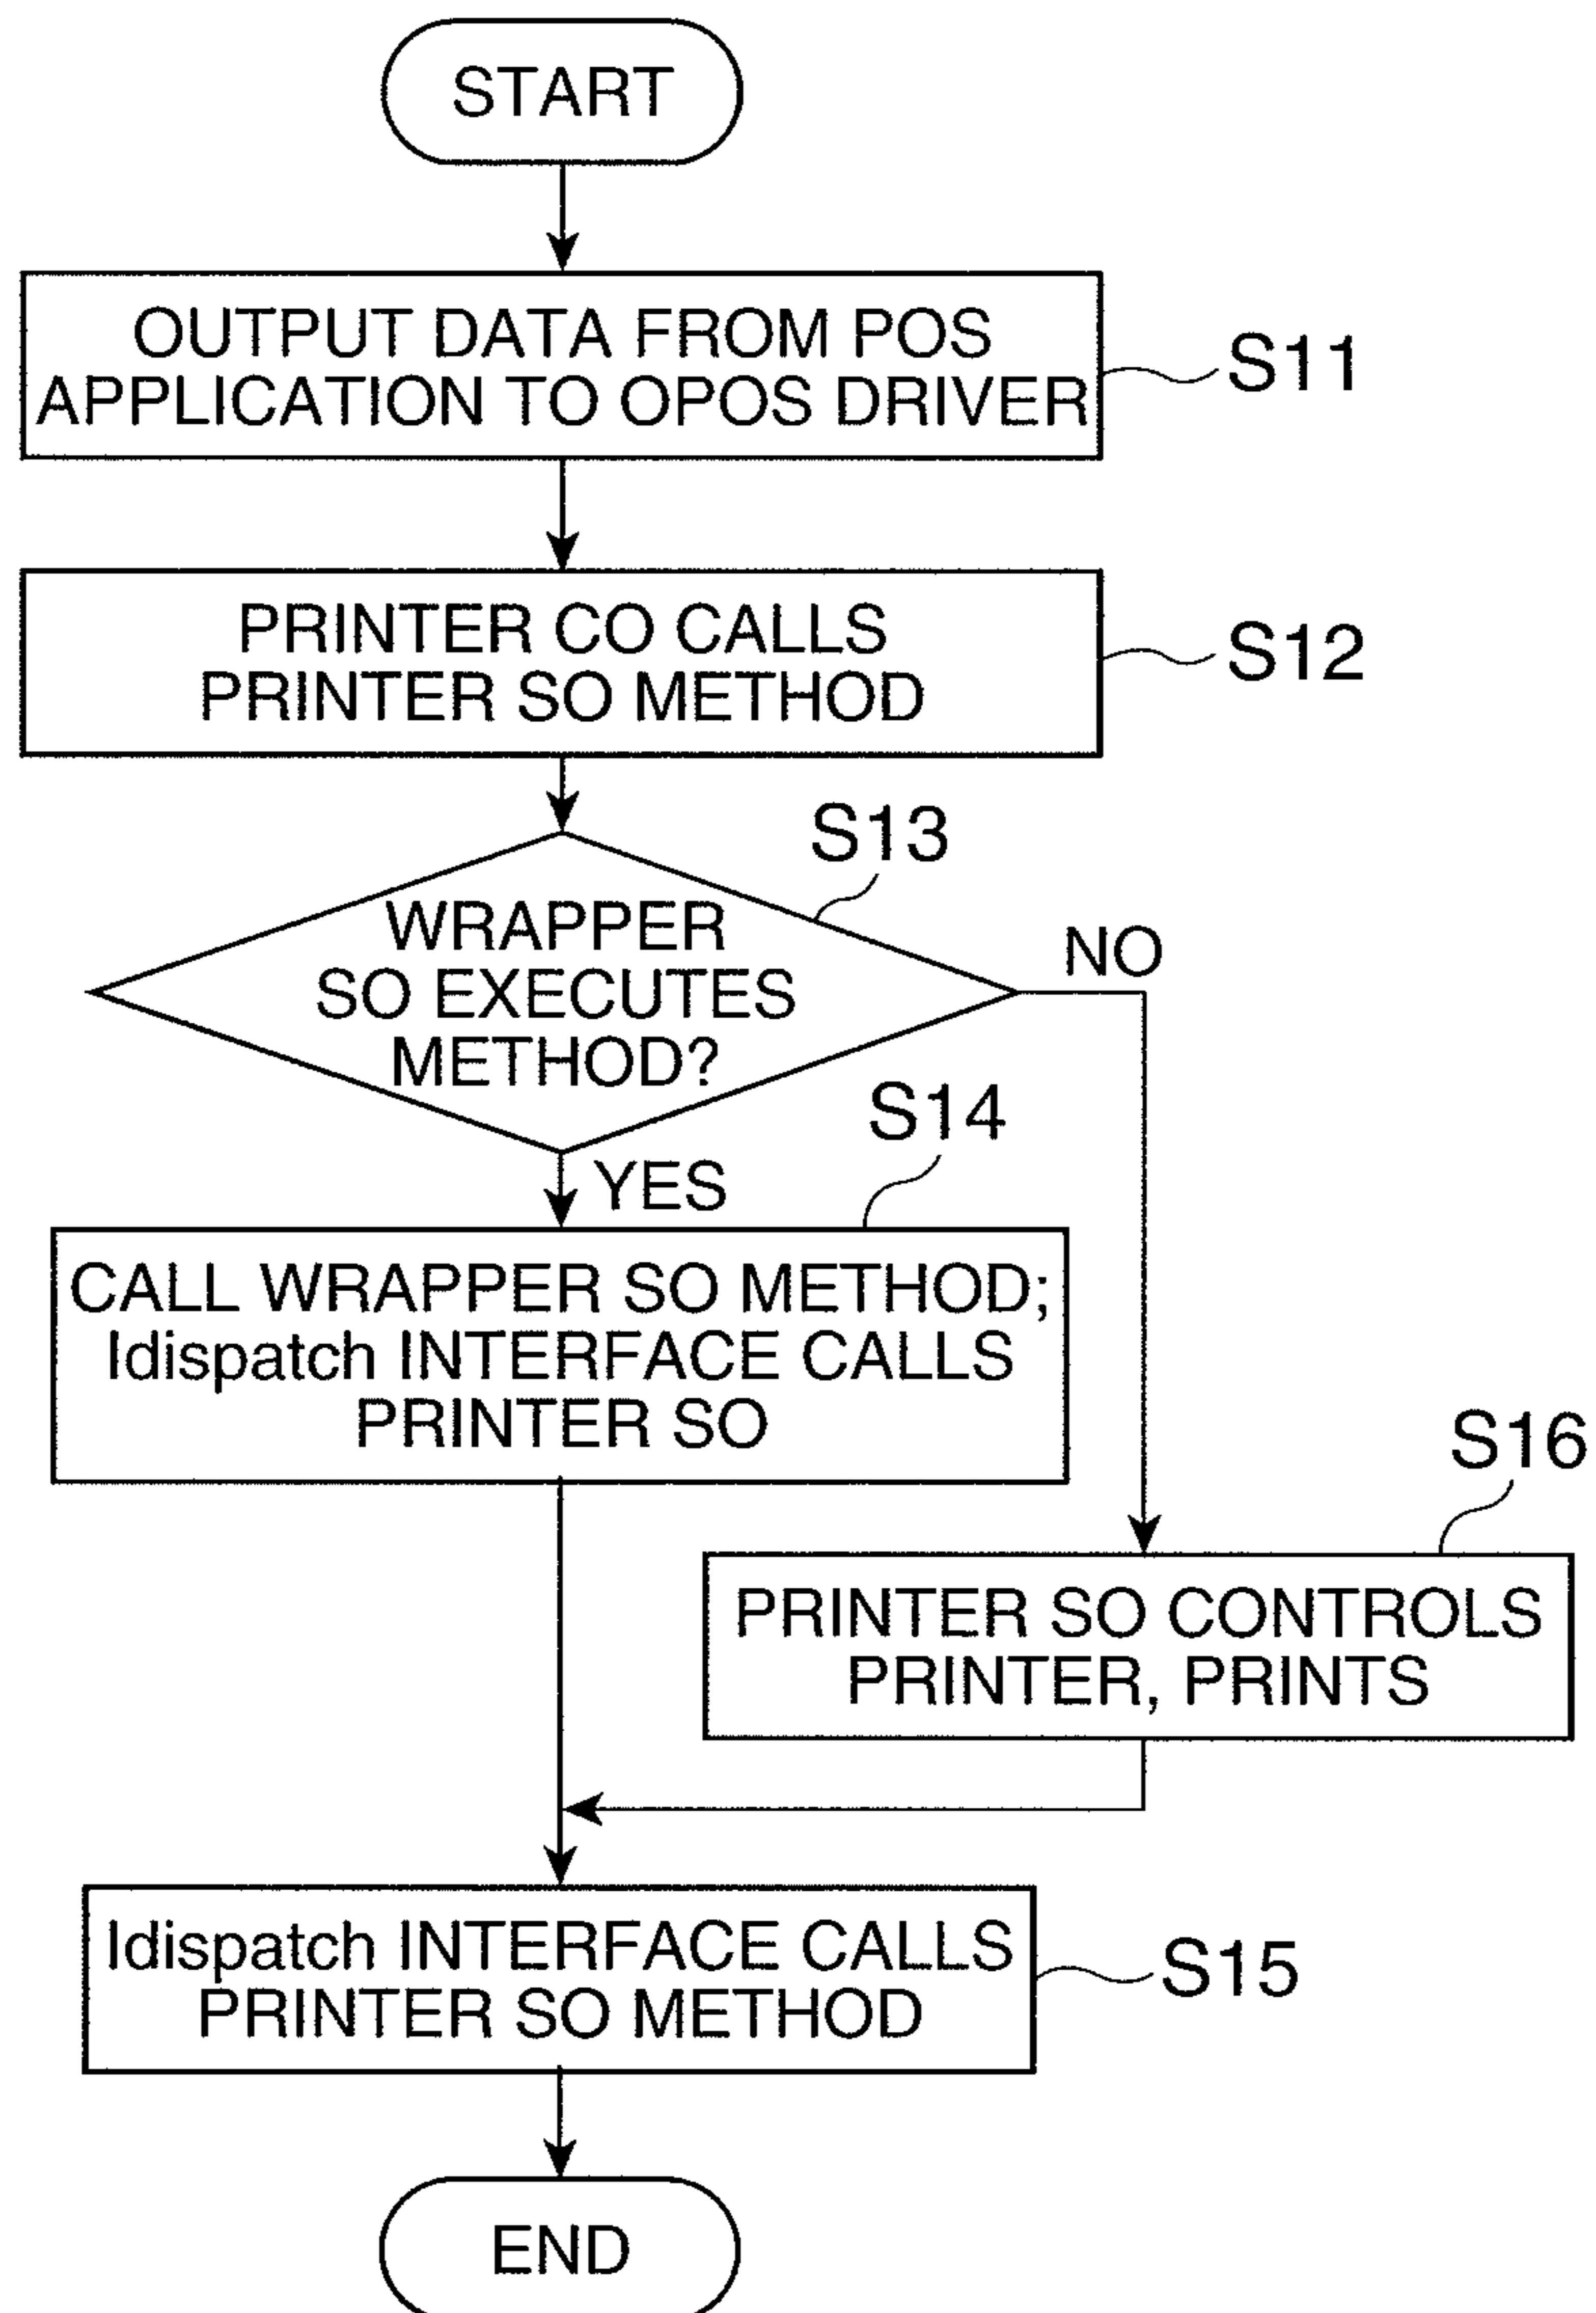 START
OUTPUT DATA FROM POS
APPLICATION TO OPOS DRIVER
S11
PRINTER CO CALLS
PRINTER SO METHOD
S12
S13
WRAPPER
SO EXECUTES
METHOD?
NO
YES
S14
CALL WRAPPER SO METHOD;
Idispatch INTERFACE CALLS
PRINTER SO
S16
PRINTER SO CONTROLS
PRINTER, PRINTS
Idispatch INTERFACE CALLS
PRINTER SO METHOD
S15
END